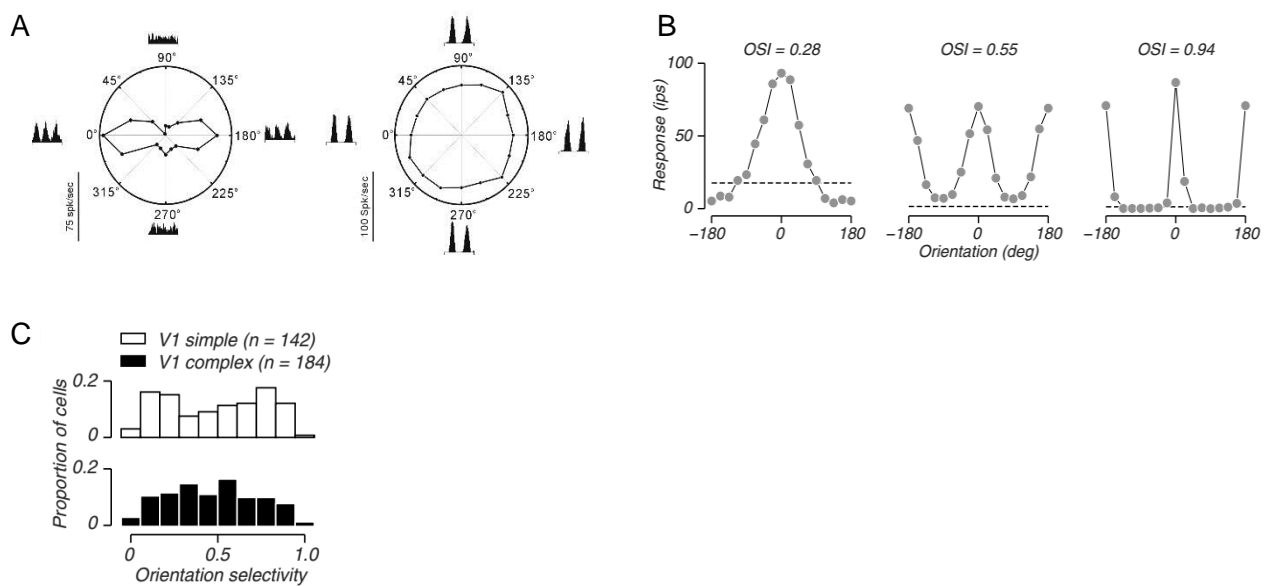 A
90°
45°
135°
0°
180°
315°
225°
270°
75 Spk/sec
90°
45°
135°
0°
180°
315°
225°
270°
100 Spk/sec
B
OSI = 0.28
OSI = 0.55
OSI = 0.94
Response (ips)
100
50
0
−180
0
180
−180
0
180
−180
0
180
Orientation (deg)
C
V1 simple (n = 142)
V1 complex (n = 184)
Proportion of cells
0.2
0
0.2
0
0
0.5
1.0
Orientation selectivity